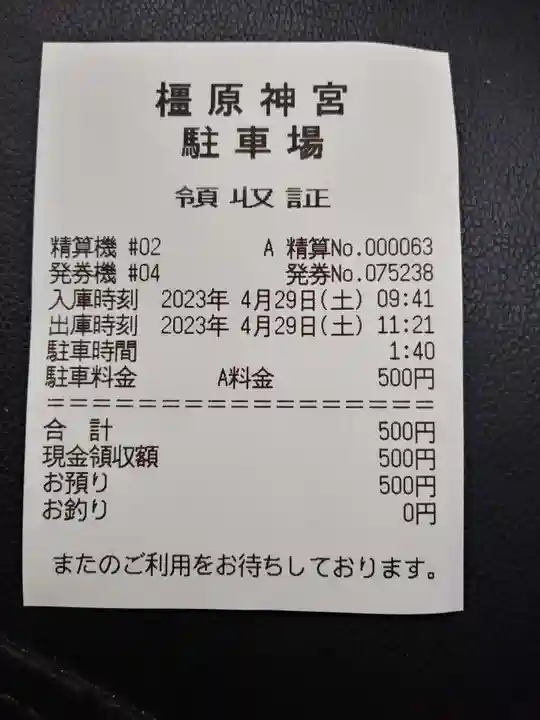 橿原神宮
駐車場
領収証
精算機 #02 A 精算No.000063
発券機 #04 発券No.075238
入庫時刻 2023年 4月29日(土) 09:41
出庫時刻 2023年 4月29日(土) 11:21
駐車時間 1:40
駐車料金 A料金 500円
==================
合 計 500円
現金領収額 500円
お預り 500円
お釣り 0円
またのご利用をお待ちしております。